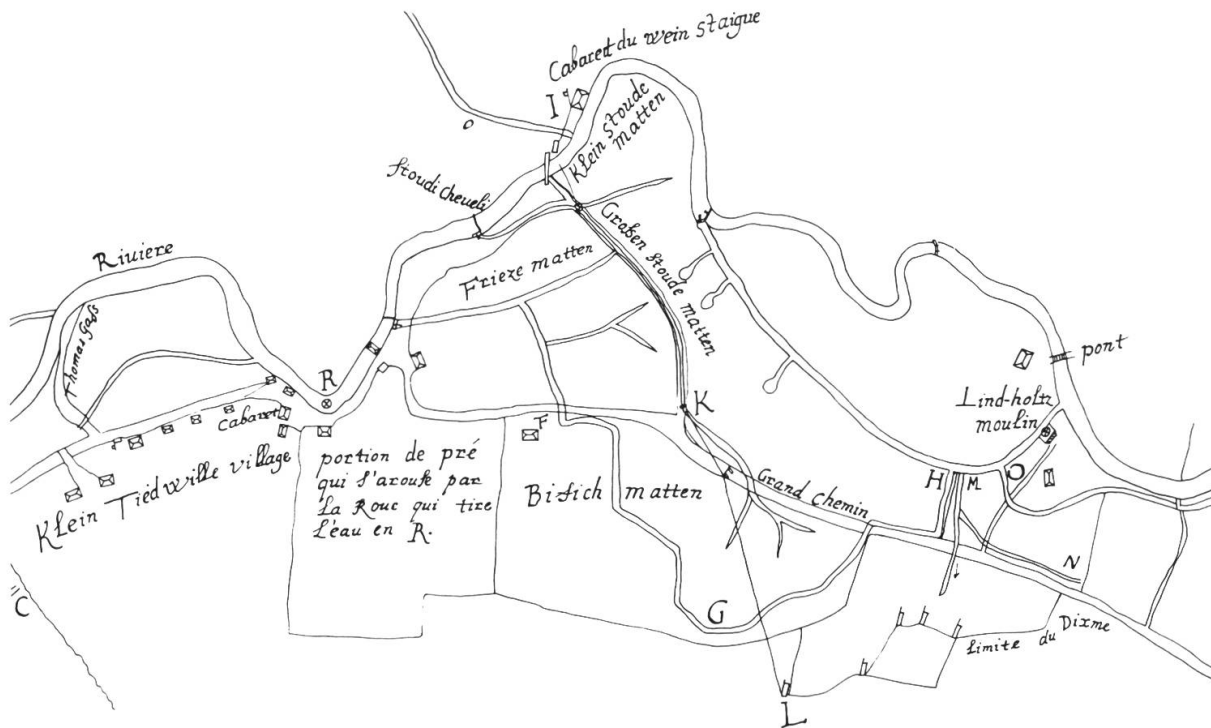 Cabaret du wein Staigue
I
Klein Stoude
matten
Stoudicheueli
Graben Stoude matten
Riuiere
Frieze matten
Thomas Gass
R
pont
K
Lind-holtz
moulin
Cabaret
F
Klein Tiedwille village
portion de pré
qui s'arouse par
la Roue qui tire
l'eau en R.
Bisich matten
Grand chemin
H
M
O
N
C
G
Limite du Dixme
L